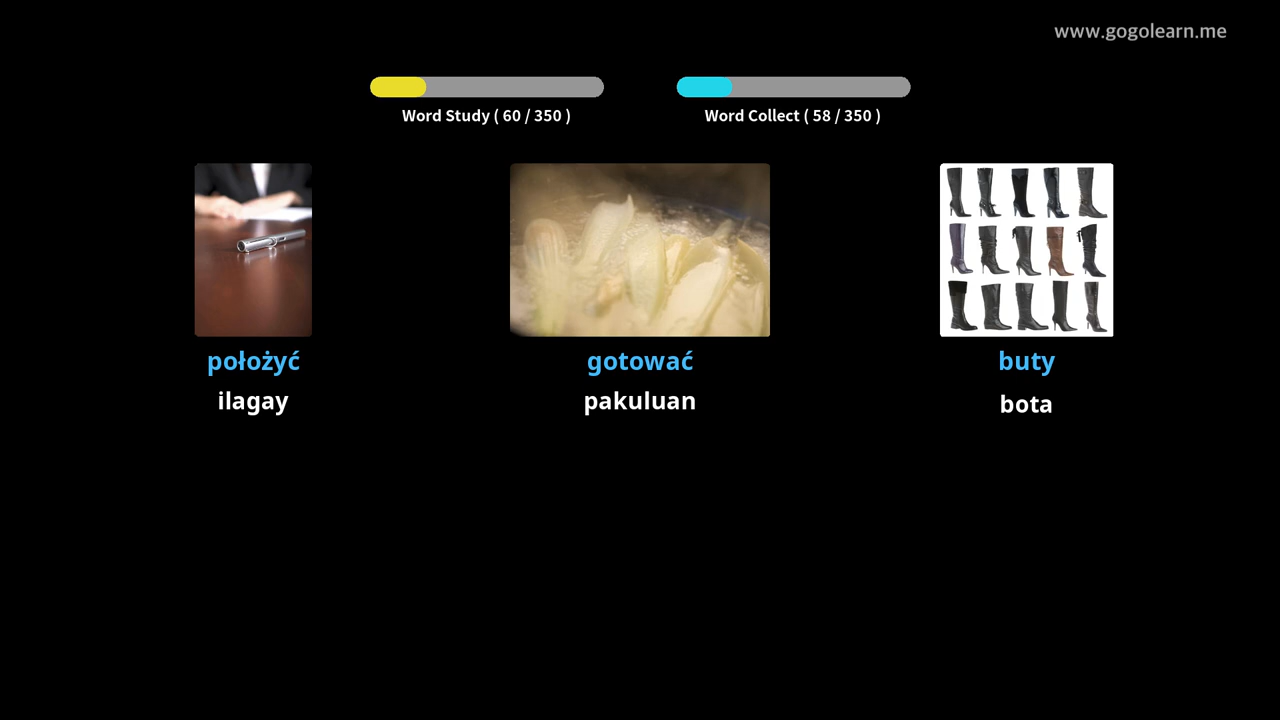 www.gogolearn.me
Word Study ( 60 / 350 )
Word Collect ( 58 / 350 )
położyć
ilagay
gotować
pakuluan
buty
bota